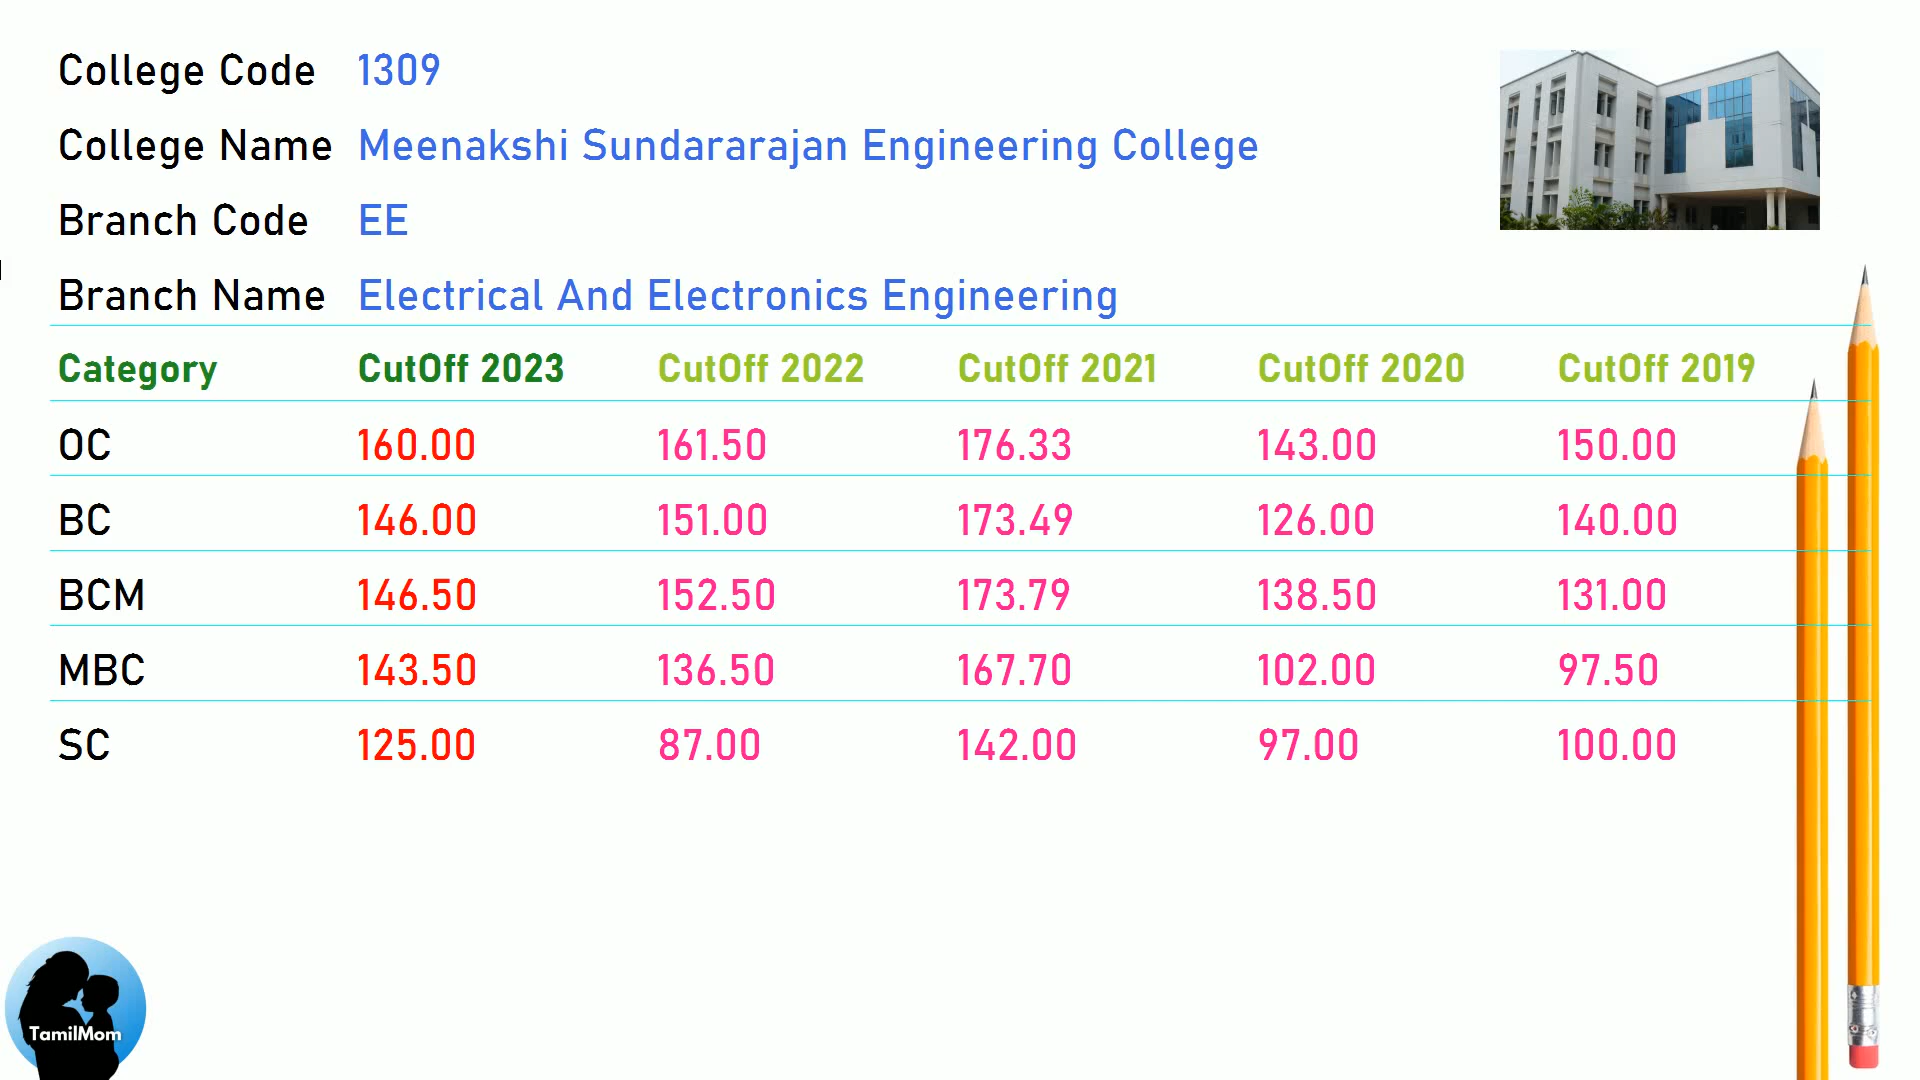 College Code 1309
College Name Meenakshi Sundararajan Engineering College
Branch Code EE
Branch Name Electrical And Electronics Engineering
Category CutOff 2023 CutOff 2022 CutOff 2021 CutOff 2020 CutOff 2019
OC 160.00 161.50 176.33 143.00 150.00
BC 146.00 151.00 173.49 126.00 140.00
BCM 146.50 152.50 173.79 138.50 131.00
MBC 143.50 136.50 167.70 102.00 97.50
SC 125.00 87.00 142.00 97.00 100.00
TamilMom